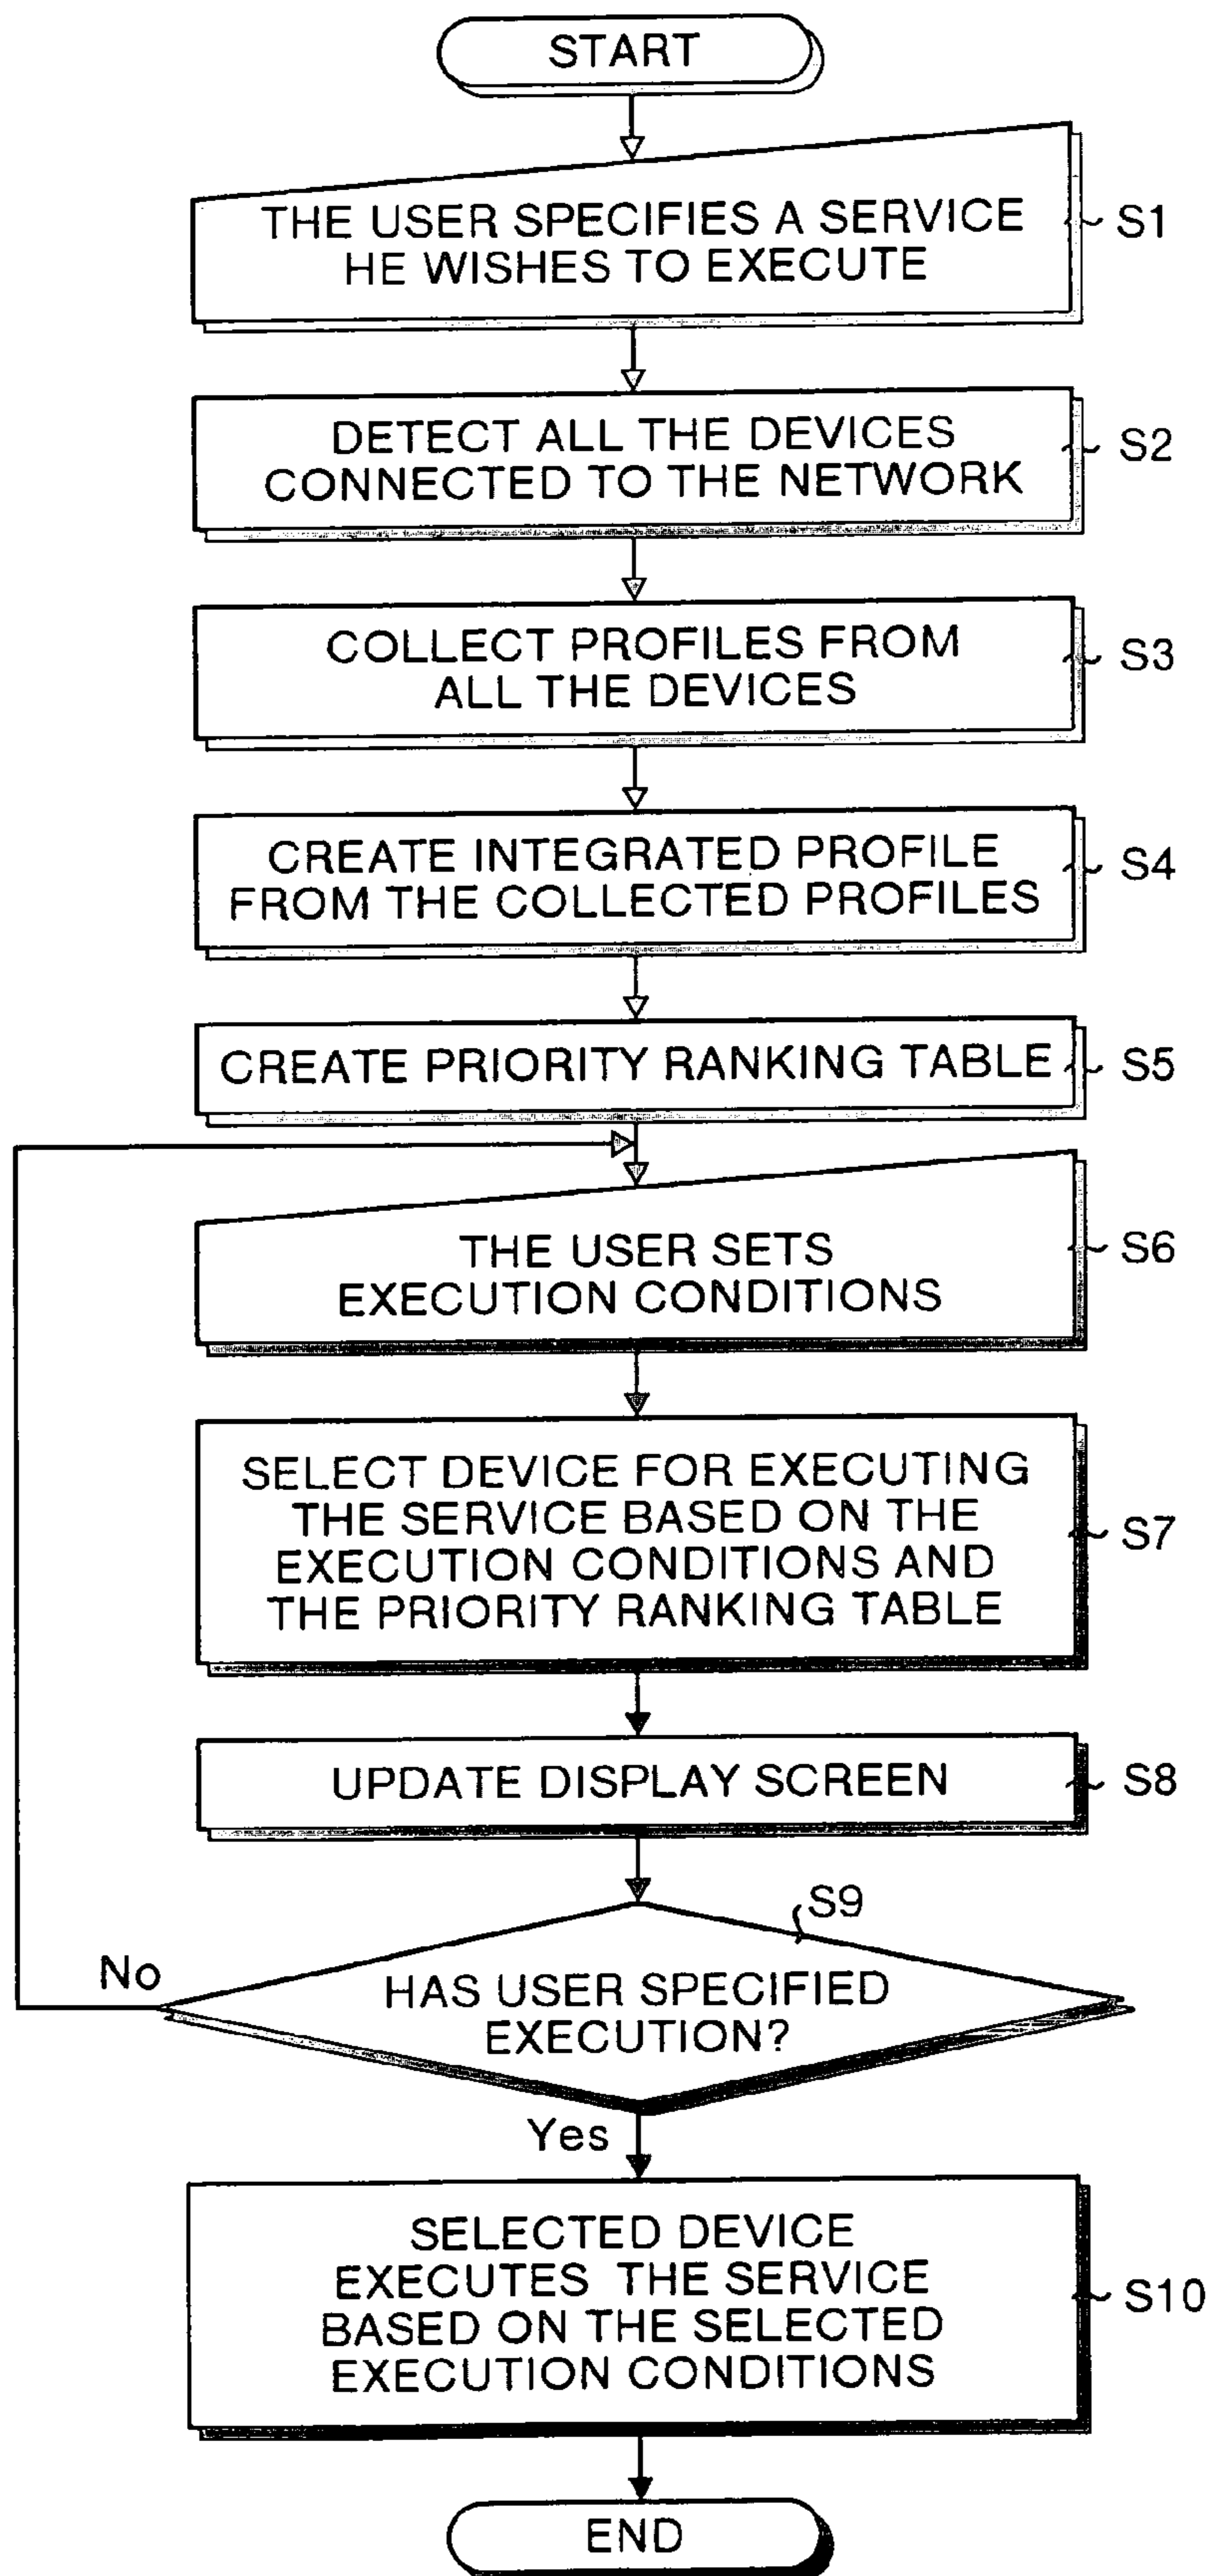 START
THE USER SPECIFIES A SERVICE
HE WISHES TO EXECUTE
S1
DETECT ALL THE DEVICES
CONNECTED TO THE NETWORK
S2
COLLECT PROFILES FROM
ALL THE DEVICES
S3
CREATE INTEGRATED PROFILE
FROM THE COLLECTED PROFILES
S4
CREATE PRIORITY RANKING TABLE
S5
THE USER SETS
EXECUTION CONDITIONS
S6
SELECT DEVICE FOR EXECUTING
THE SERVICE BASED ON THE
EXECUTION CONDITIONS AND
THE PRIORITY RANKING TABLE
S7
UPDATE DISPLAY SCREEN
S8
S9
No
HAS USER SPECIFIED
EXECUTION?
Yes
SELECTED DEVICE
EXECUTES THE SERVICE
BASED ON THE SELECTED
EXECUTION CONDITIONS
S10
END